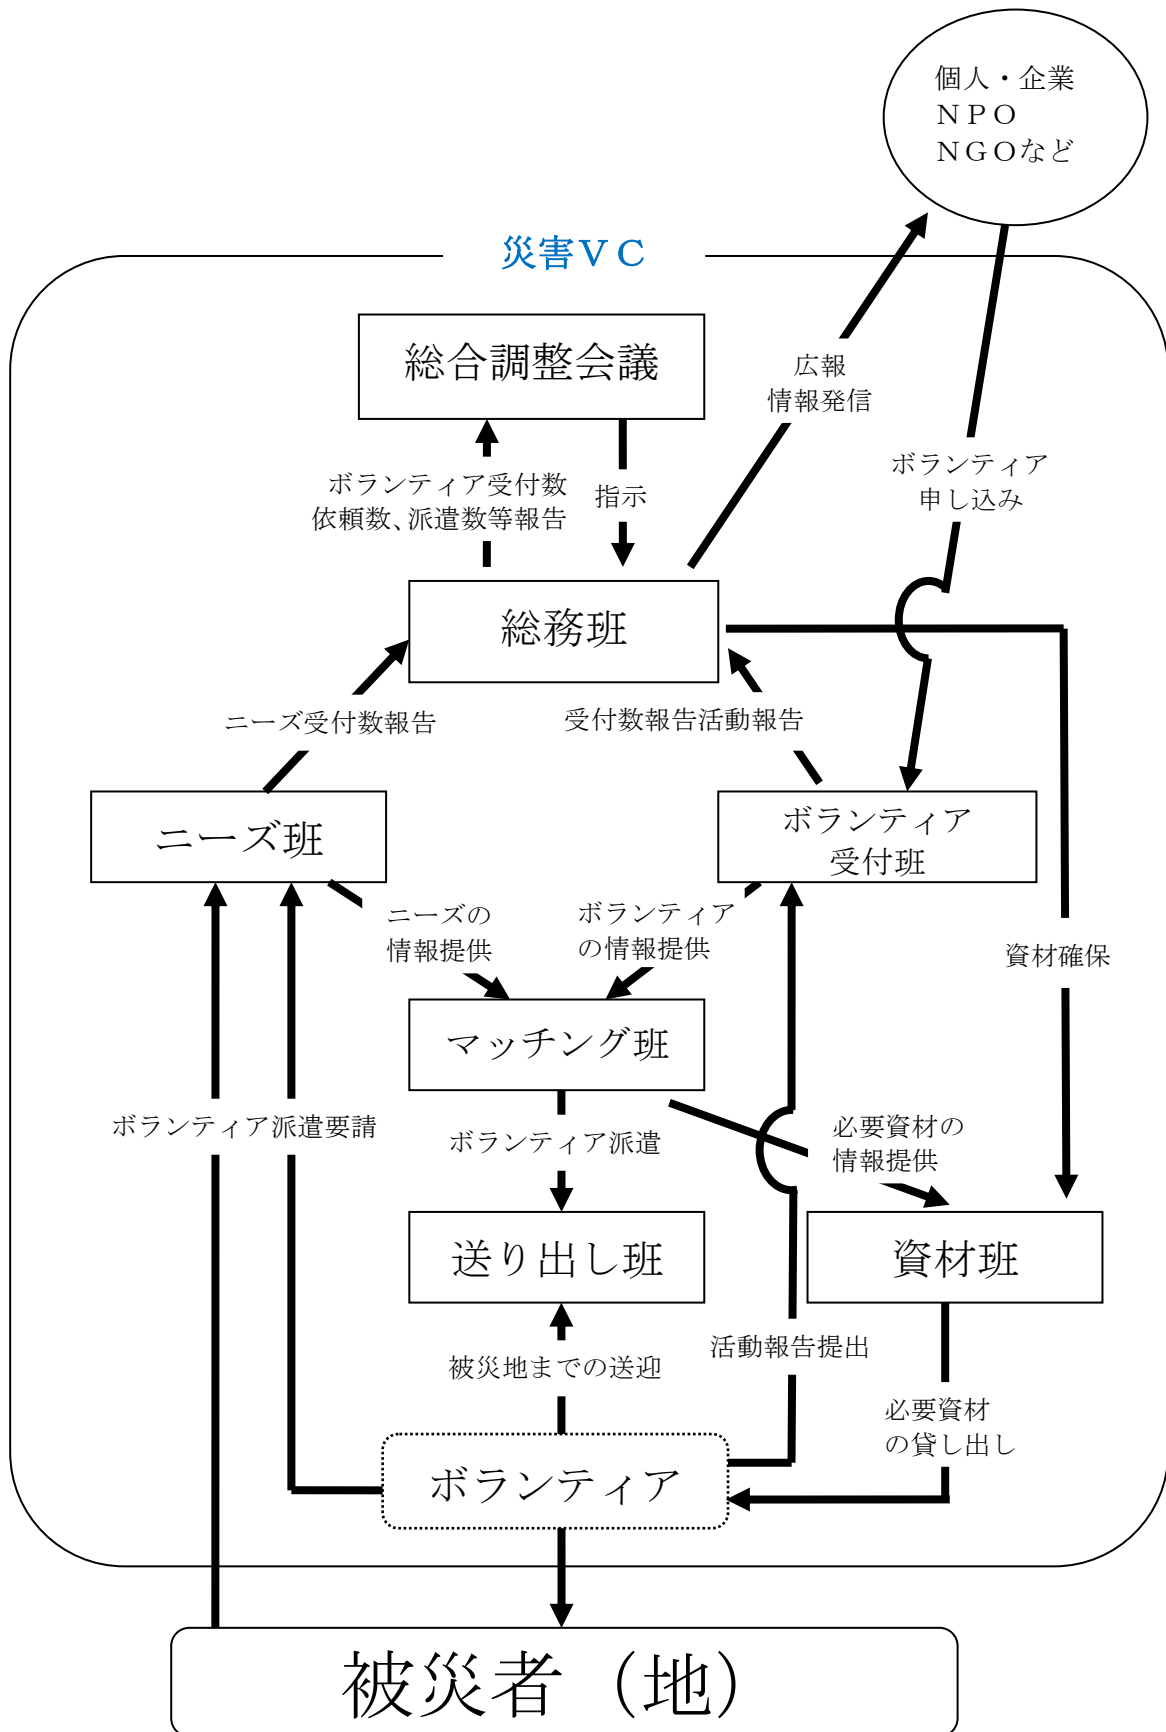 個人・企業
ＮＰＯ
ＮＧＯなど
災害ＶＣ
総合調整会議
広報
情報発信
ボランティア
申し込み
ボランティア受付数
依頼数、派遣数等報告
指示
総務班
ニーズ受付数報告
受付数報告活動報告
ニーズ班
ボランティア
受付班
ニーズの
情報提供
ボランティア
の情報提供
資材確保
マッチング班
ボランティア派遣要請
ボランティア派遣
必要資材の
情報提供
送り出し班
資材班
被災地までの送迎
活動報告提出
必要資材
の貸し出し
ボランティア
被災者（地）